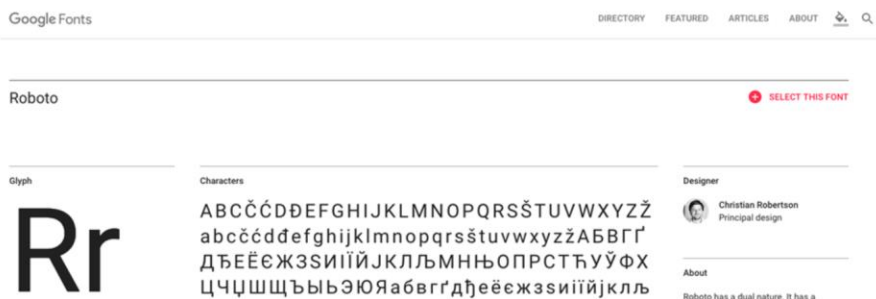 Google Fonts
DIRECTORY FEATURED ARTICLES ABOUT
Roboto
SELECT THIS FONT
Glyph
Rr
Characters
ABCČĆDĐEFGHIJKLMNOPQRSŠTUVWXYZŽ
abcčćdđefghijklmnopqrsštuvwxyzžАБВГҐ
ДЂЕЁЄЖЗЅИІЇЙЈКЛЉМНЊОПРСТЋУЎФХ
ЦЧЏШЩЪЫЬЭЮЯабвгґдђеёєжзѕиіїйјклљ
Designer
Christian Robertson
Principal design
About
Roboto has a dual nature. It has a